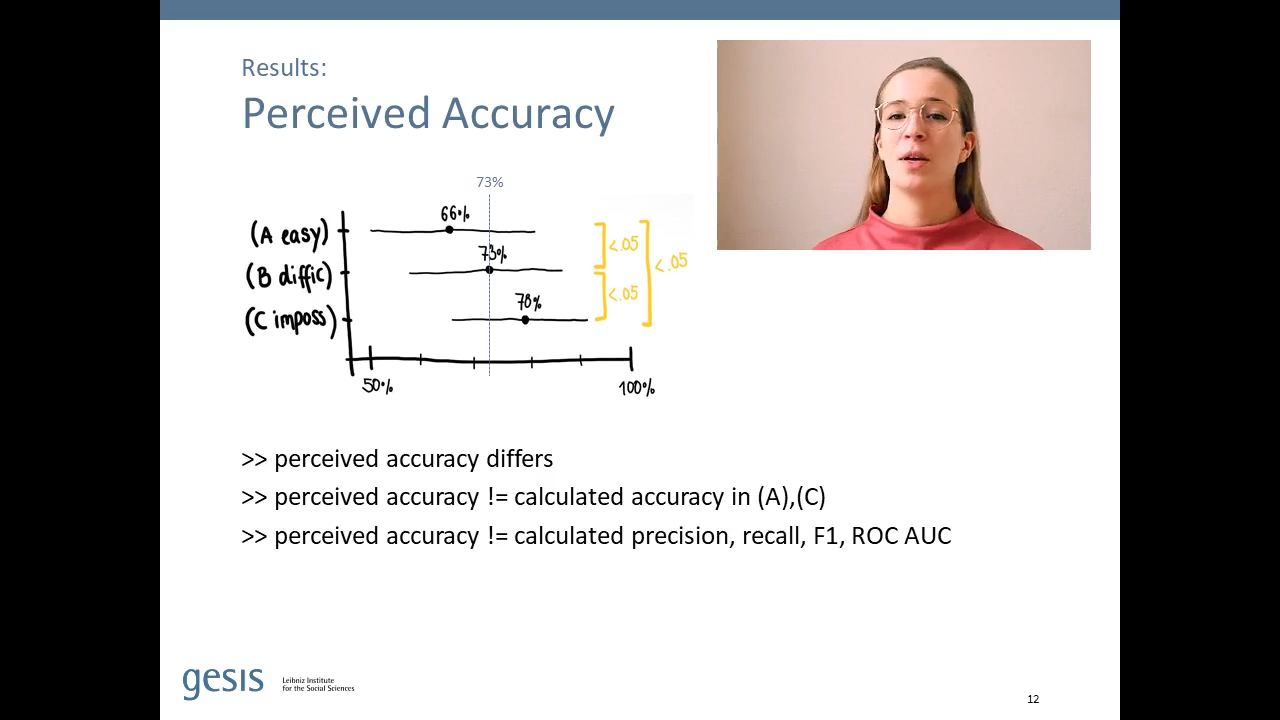 Results:
Perceived Accuracy
73%
66%
(A easy)
73%
(B diffic)
78%
(C imposs)
<.05
<.05
<.05
50%
100%
>> perceived accuracy differs
>> perceived accuracy != calculated accuracy in (A),(C)
>> perceived accuracy != calculated precision, recall, F1, ROC AUC
gesis
Leibniz Institute
for the Social Sciences
12